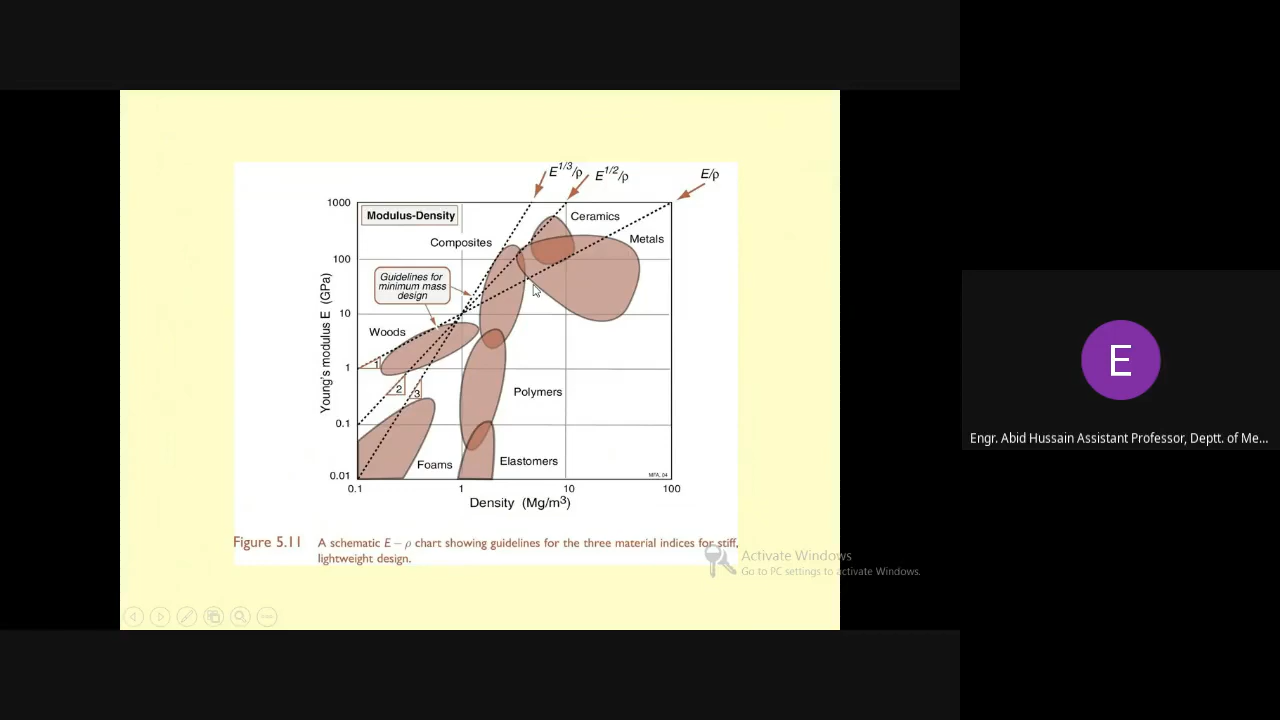 E^1/3/ρ
E^1/2/ρ
E/ρ
1000
Modulus-Density
Ceramics
Composites
Metals
100
Guidelines for
minimum mass
design
Young's modulus E (GPa)
10
Woods
1
1
2
3
Polymers
0.1
Foams
Elastomers
0.01
MFA, 04
0.1
1
10
100
Density (Mg/m3)
Figure 5.11 A schematic E – ρ chart showing guidelines for the three material indices for stiff,
lightweight design.
Activate Windows
Go to PC settings to activate Windows.
E
Engr. Abid Hussain Assistant Professor, Deptt. of Me...